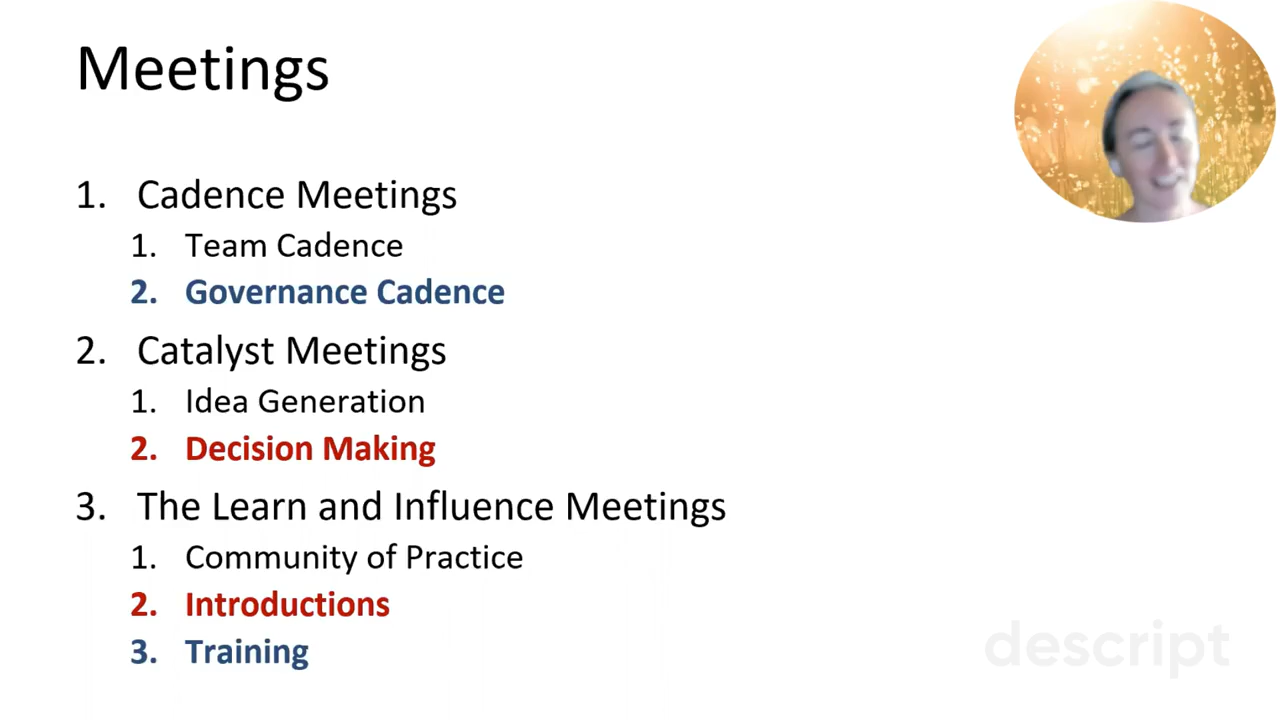 Meetings
1. Cadence Meetings
1. Team Cadence
2. Governance Cadence
2. Catalyst Meetings
1. Idea Generation
2. Decision Making
3. The Learn and Influence Meetings
1. Community of Practice
2. Introductions
3. Training
descript